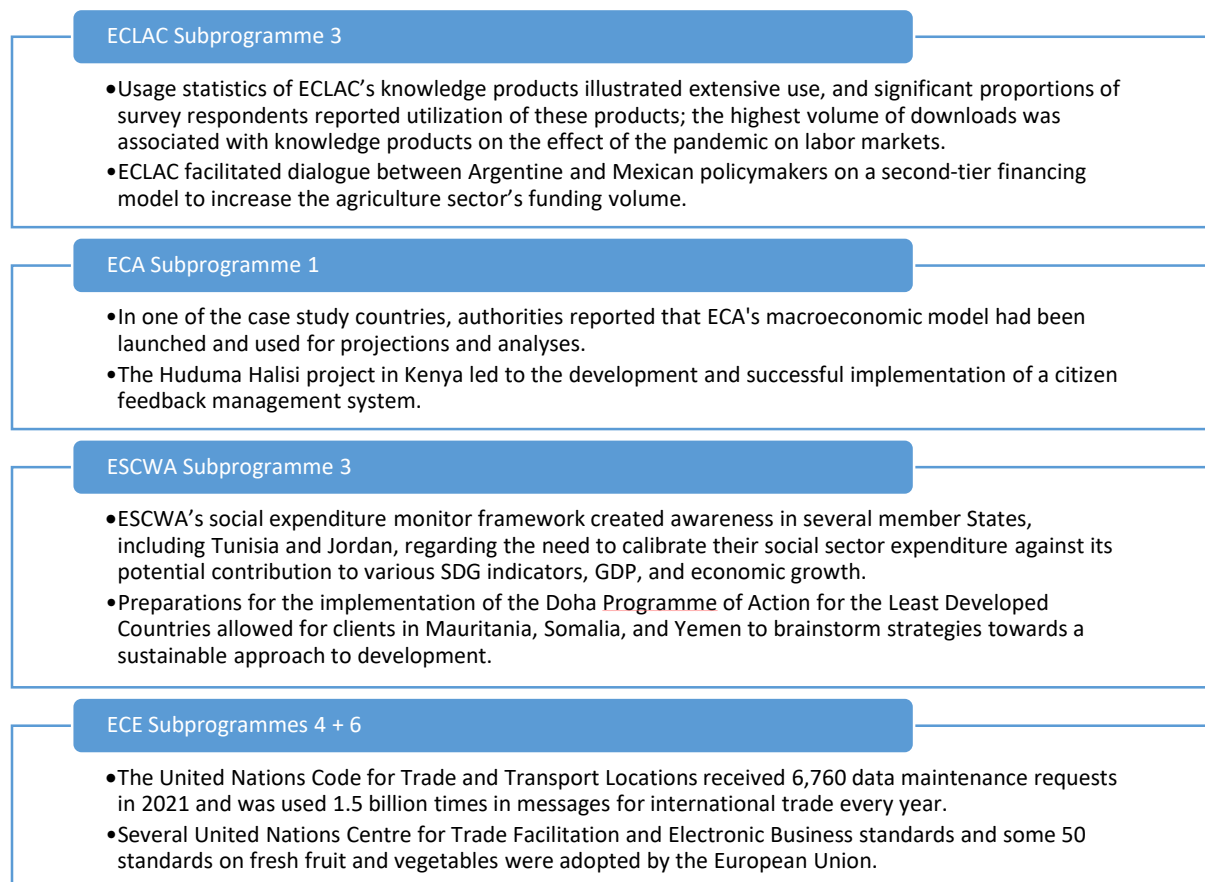 ECLAC Subprogramme 3
•Usage statistics of ECLAC’s knowledge products illustrated extensive use, and significant proportions of
survey respondents reported utilization of these products; the highest volume of downloads was
associated with knowledge products on the effect of the pandemic on labor markets.
•ECLAC facilitated dialogue between Argentine and Mexican policymakers on a second-tier financing
model to increase the agriculture sector’s funding volume.
ECA Subprogramme 1
•In one of the case study countries, authorities reported that ECA's macroeconomic model had been
launched and used for projections and analyses.
•The Huduma Halisi project in Kenya led to the development and successful implementation of a citizen
feedback management system.
ESCWA Subprogramme 3
•ESCWA’s social expenditure monitor framework created awareness in several member States,
including Tunisia and Jordan, regarding the need to calibrate their social sector expenditure against its
potential contribution to various SDG indicators, GDP, and economic growth.
•Preparations for the implementation of the Doha Programme of Action for the Least Developed
Countries allowed for clients in Mauritania, Somalia, and Yemen to brainstorm strategies towards a
sustainable approach to development.
ECE Subprogrammes 4 + 6
•The United Nations Code for Trade and Transport Locations received 6,760 data maintenance requests
in 2021 and was used 1.5 billion times in messages for international trade every year.
•Several United Nations Centre for Trade Facilitation and Electronic Business standards and some 50
standards on fresh fruit and vegetables were adopted by the European Union.